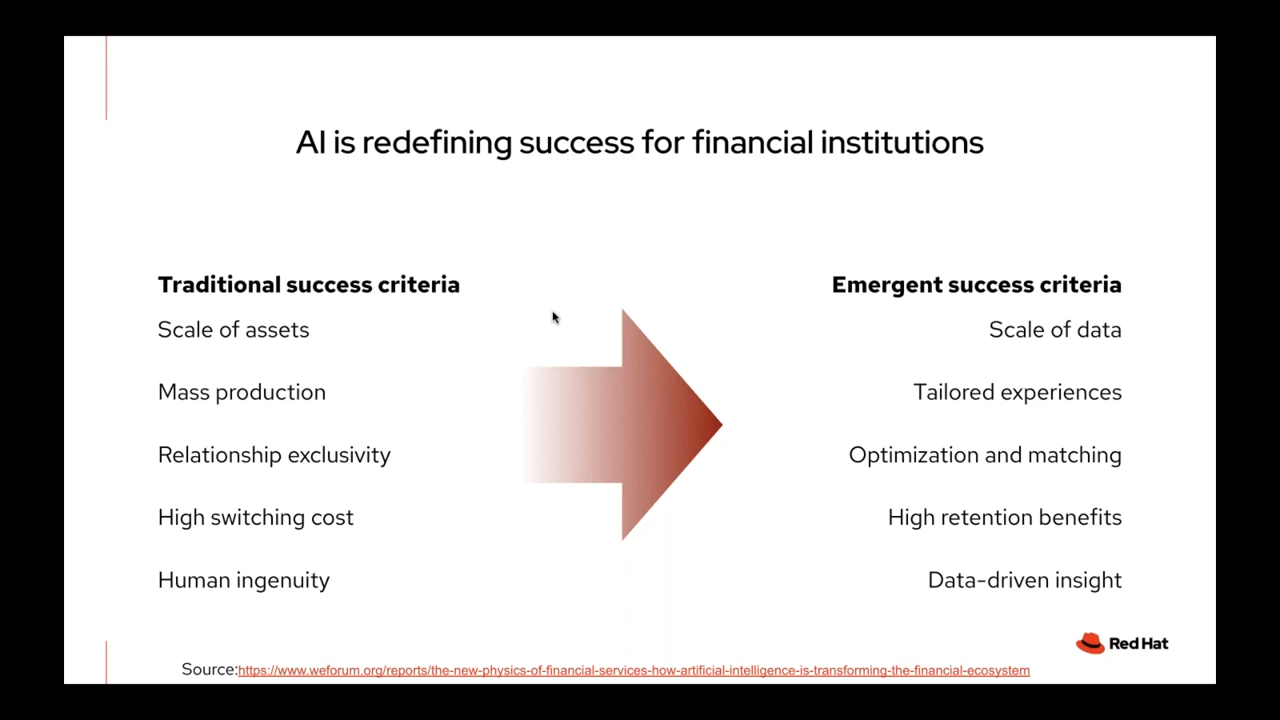 AI is redefining success for financial institutions
Traditional success criteria
Scale of assets
Mass production
Relationship exclusivity
High switching cost
Human ingenuity
Emergent success criteria
Scale of data
Tailored experiences
Optimization and matching
High retention benefits
Data-driven insight
Red Hat
Source:https://www.weforum.org/reports/the-new-physics-of-financial-services-how-artificial-intelligence-is-transforming-the-financial-ecosystem